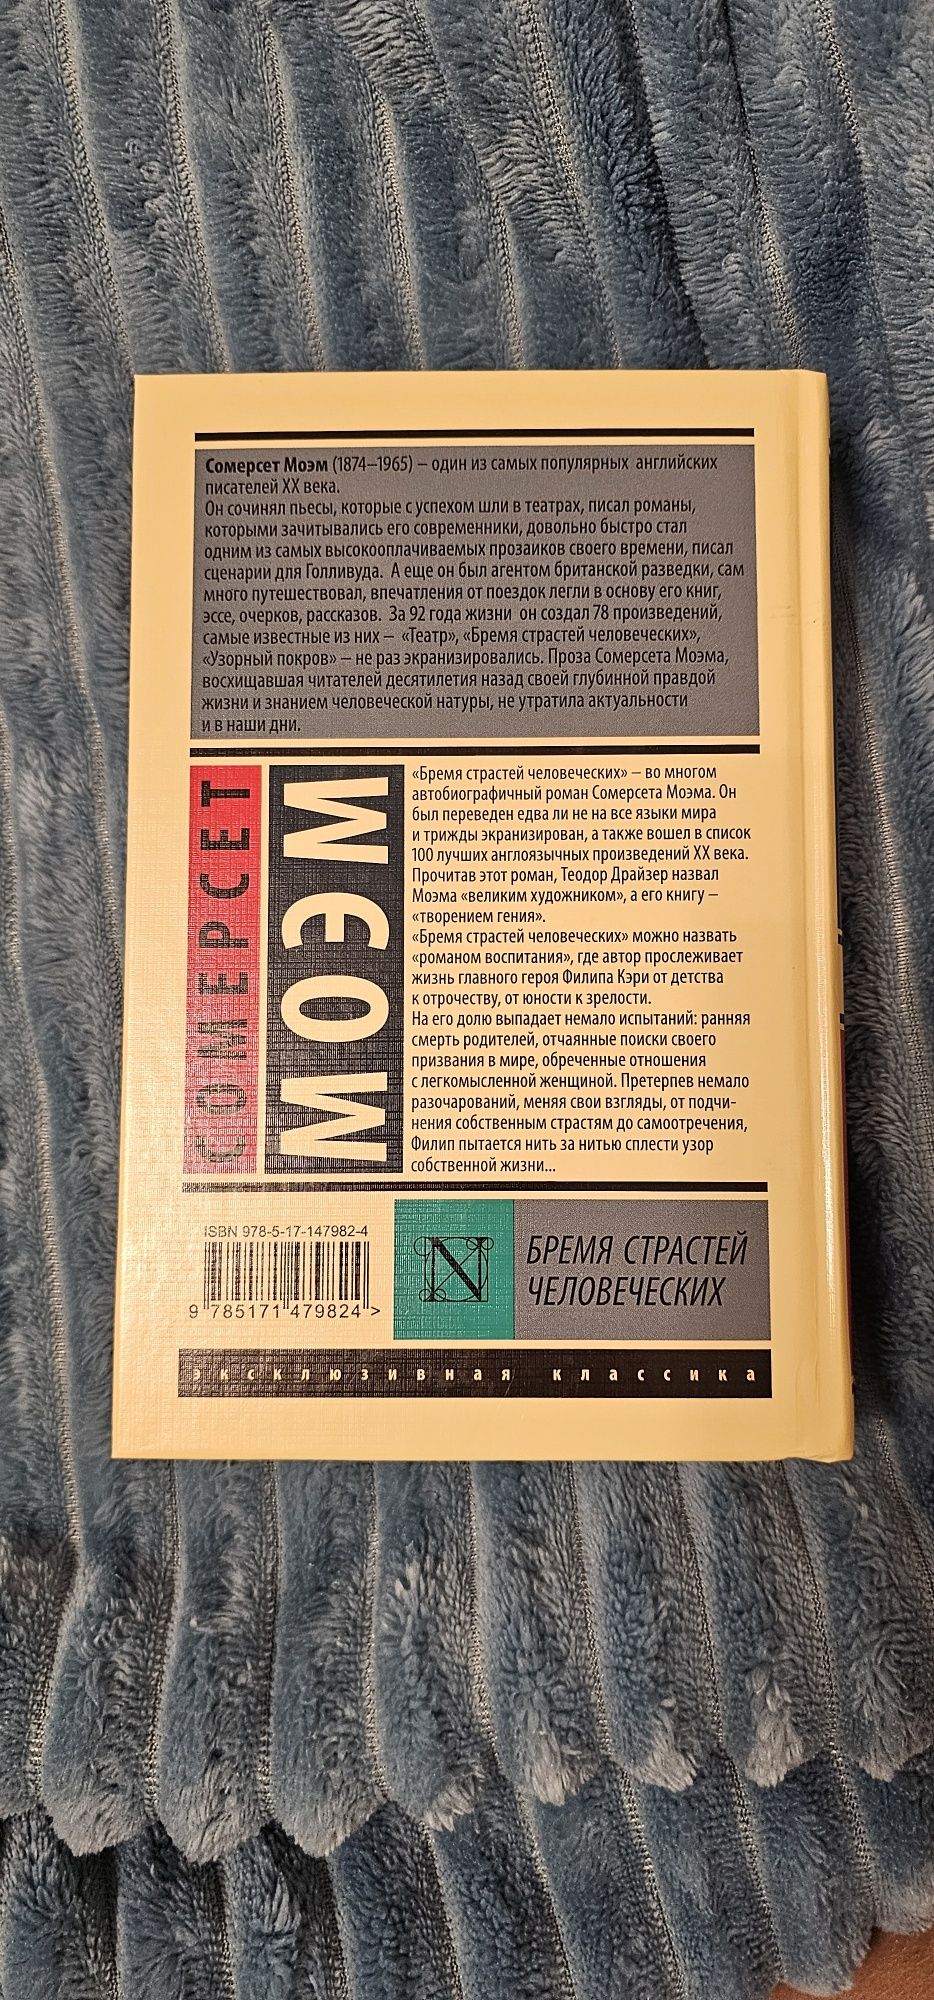 Сомерсет Моэм (1874–1965) – один из самых популярных английских
писателей XX века.
Он сочинял пьесы, которые с успехом шли в театрах, писал романы,
которыми зачитывались его современники, довольно быстро стал
одним из самых высокооплачиваемых прозаиков своего времени, писал
сценарии для Голливуда. А еще он был агентом британской разведки, сам
много путешествовал, впечатления от поездок легли в основу его книг,
эссе, очерков, рассказов. За 92 года жизни он создал 78 произведений,
самые известные из них – «Театр», «Бремя страстей человеческих»,
«Узорный покров» – не раз экранизировались. Проза Сомерсета Моэма,
восхищавшая читателей десятилетия назад своей глубинной правдой
жизни и знанием человеческой натуры, не утратила актуальности
и в наши дни.
СОМЕРСЕТ
МОЭМ
«Бремя страстей человеческих» – во многом
автобиографичный роман Сомерсета Моэма. Он
был переведен едва ли не на все языки мира
и трижды экранизирован, а также вошел в список
100 лучших англоязычных произведений XX века.
Прочитав этот роман, Теодор Драйзер назвал
Моэма «великим художником», а его книгу –
«творением гения».
«Бремя страстей человеческих» можно назвать
«романом воспитания», где автор прослеживает
жизнь главного героя Филипа Кэри от детства
к отрочеству, от юности к зрелости.
На его долю выпадает немало испытаний: ранняя
смерть родителей, отчаянные поиски своего
призвания в мире, обреченные отношения
с легкомысленной женщиной. Претерпев немало
разочарований, меняя свои взгляды, от подчи-
нения собственным страстям до самоотречения,
Филип пытается нить за нитью сплести узор
собственной жизни...
ISBN 978-5-17-147982-4
9 785171 479824 >
N
БРЕМЯ СТРАСТЕЙ
ЧЕЛОВЕЧЕСКИХ
эксклюзивная классика